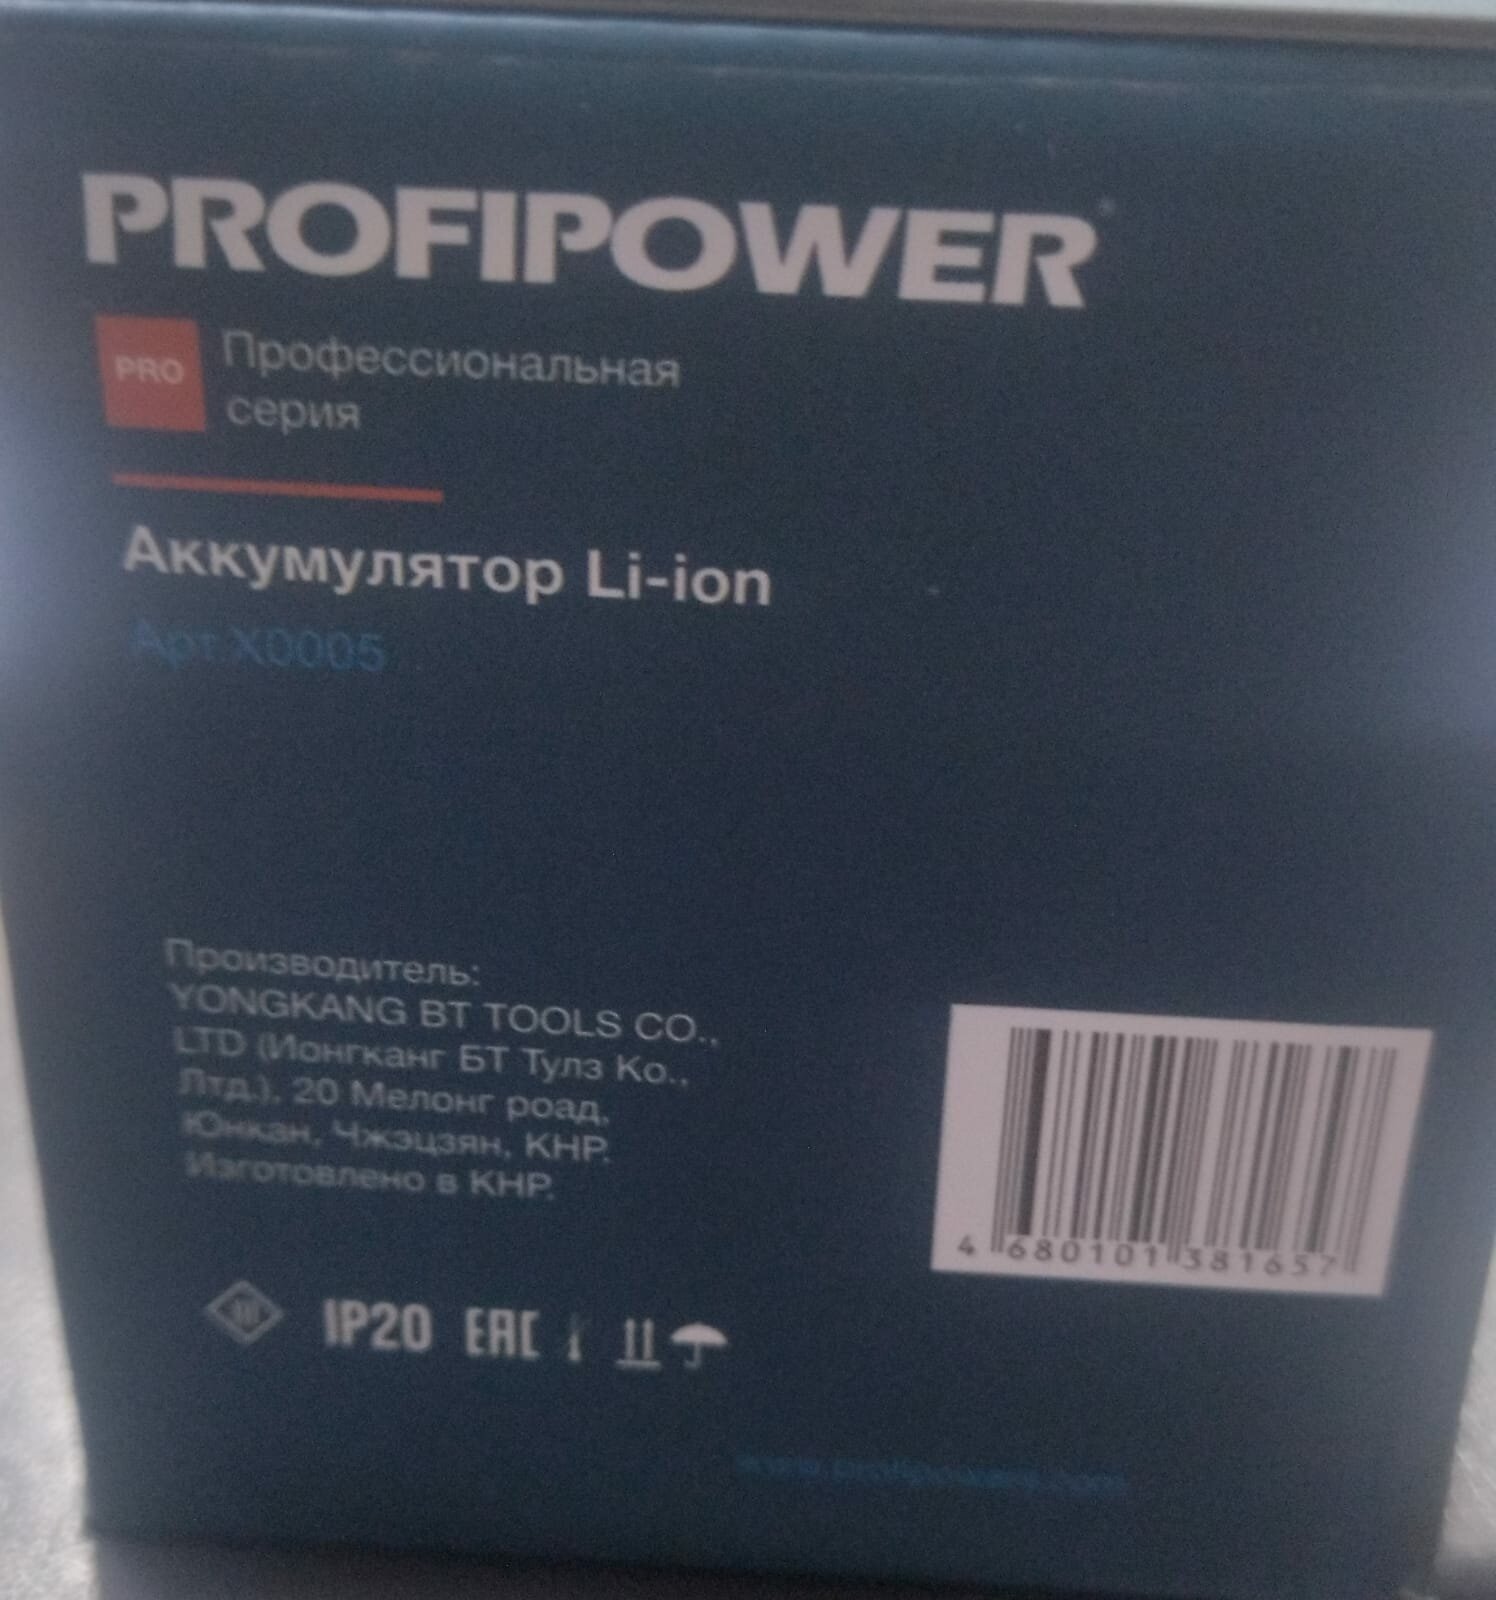 PROFIPOWER
PRO
Профессиональная
серия
Аккумулятор Li-ion
Арт.X0005
Производитель:
YONGKANG BT TOOLS CO.,
LTD (Ионгканг БТ Тулз Ко.,
Лтд.), 20 Мелонг роад,
Юнкан, Чжэцзян, КНР.
Изготовлено в КНР.
4 680101 381657
IP20 EAC